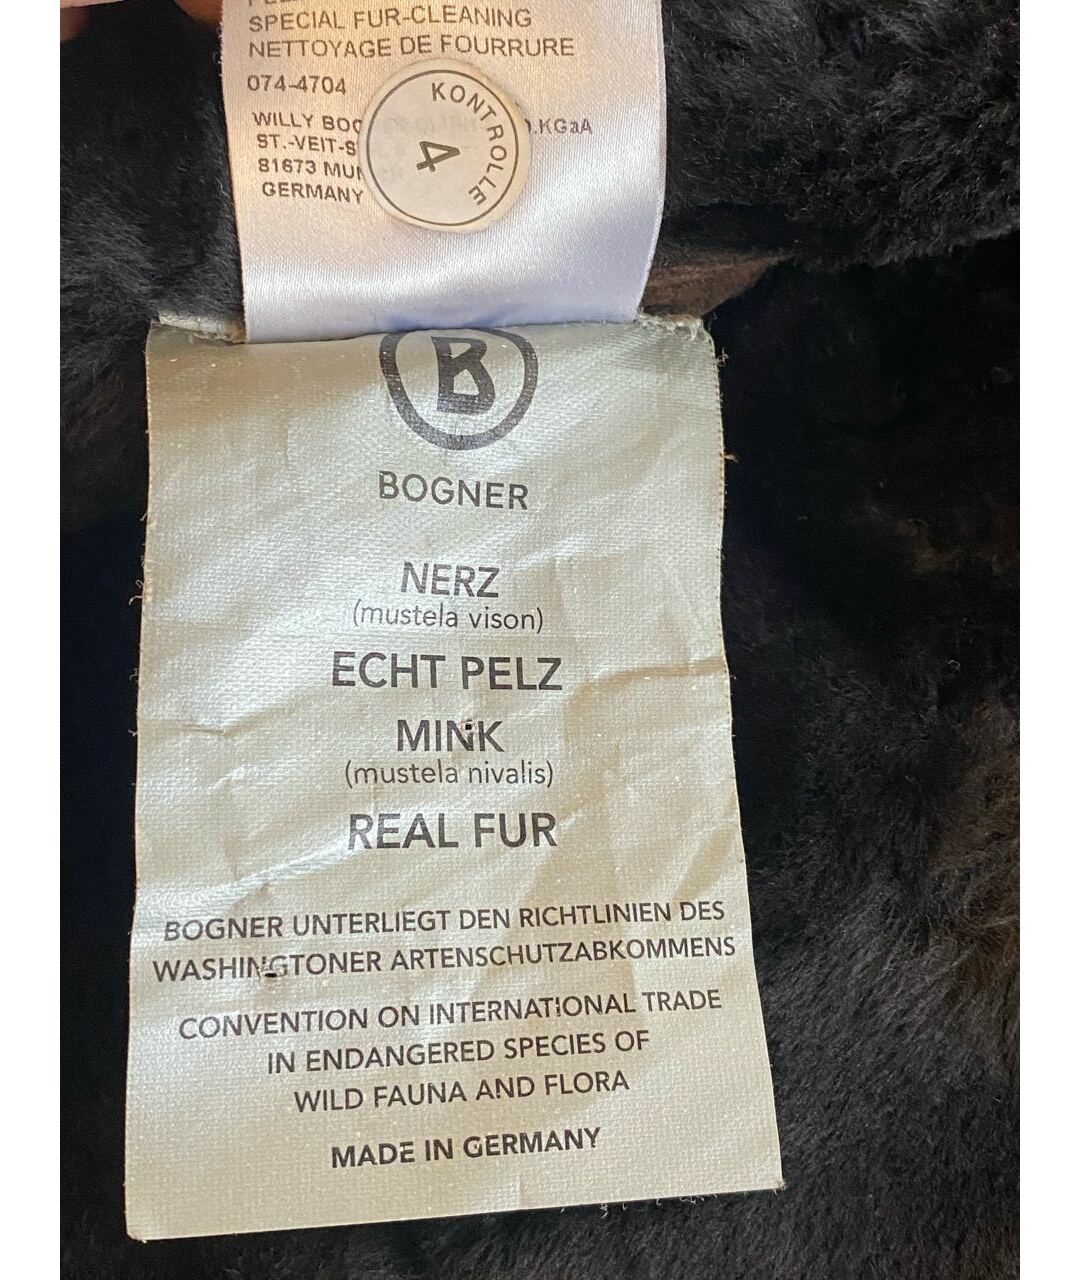 SPECIAL FUR-CLEANING
NETTOYAGE DE FOURRURE
074-4704
WILLY
ST.-VEIT-S
81673
GERMANY
.KGaA
KONTROLLE
4
B
BOGNER
NERZ
(mustela vison)
ECHT PELZ
MINK
(mustela nivalis)
REAL FUR
BOGNER UNTERLIEGT DEN RICHTLINIEN DES
WASHINGTONER ARTENSCHUTZABKOMMENS
CONVENTION ON INTERNATIONAL TRADE
IN ENDANGERED SPECIES OF
WILD FAUNA AND FLORA
MADE IN GERMANY